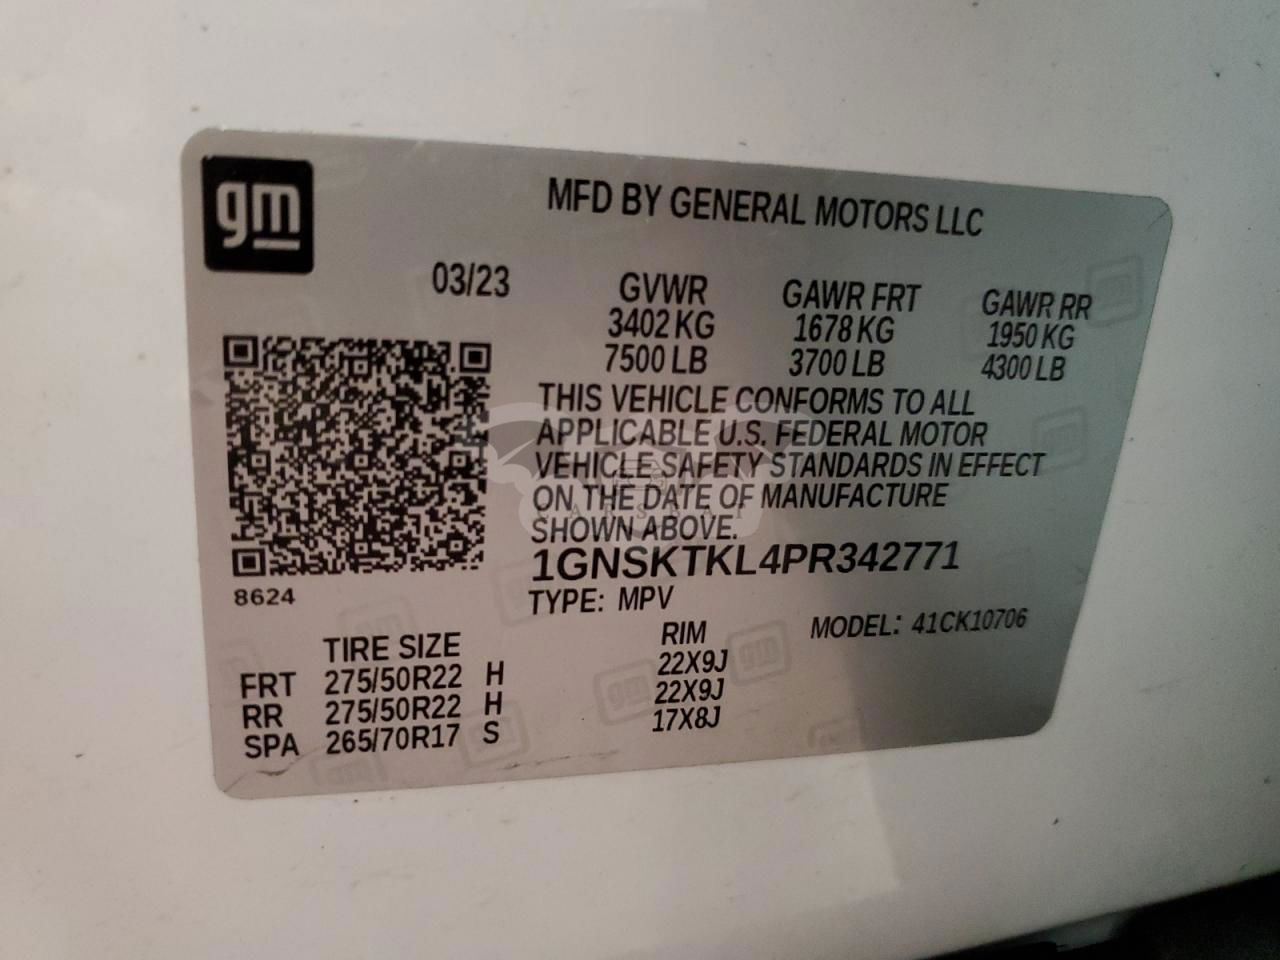 gm
MFD BY GENERAL MOTORS LLC
03/23 GVWR GAWR FRT GAWR RR
3402 KG 1678 KG 1950 KG
7500 LB 3700 LB 4300 LB
THIS VEHICLE CONFORMS TO ALL
APPLICABLE U.S. FEDERAL MOTOR
VEHICLE SAFETY STANDARDS IN EFFECT
ON THE DATE OF MANUFACTURE
SHOWN ABOVE.
1GNSKTKL4PR342771
8624
TYPE: MPV MODEL: 41CK10706
TIRE SIZE RIM
FRT 275/50R22 H 22X9J
RR 275/50R22 H 22X9J
SPA 265/70R17 S 17X8J